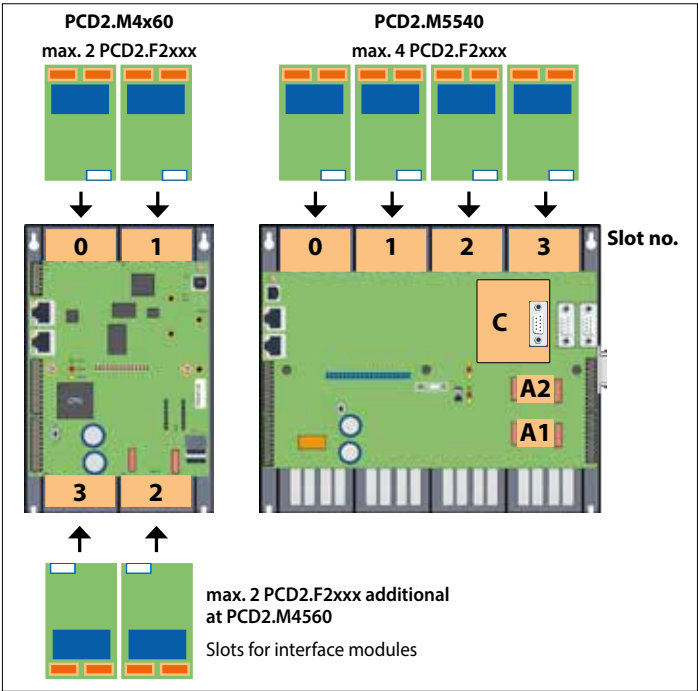 PCD2.M4x60
max. 2 PCD2.F2xxx
PCD2.M5540
max. 4 PCD2.F2xxx
0
1
0
1
2
3
Slot no.
C
A2
A1
3
2
max. 2 PCD2.F2xxx additional
at PCD2.M4560
Slots for interface modules